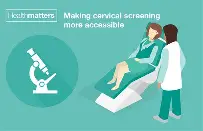 Healthmatters
Making cervical screening
more accessible